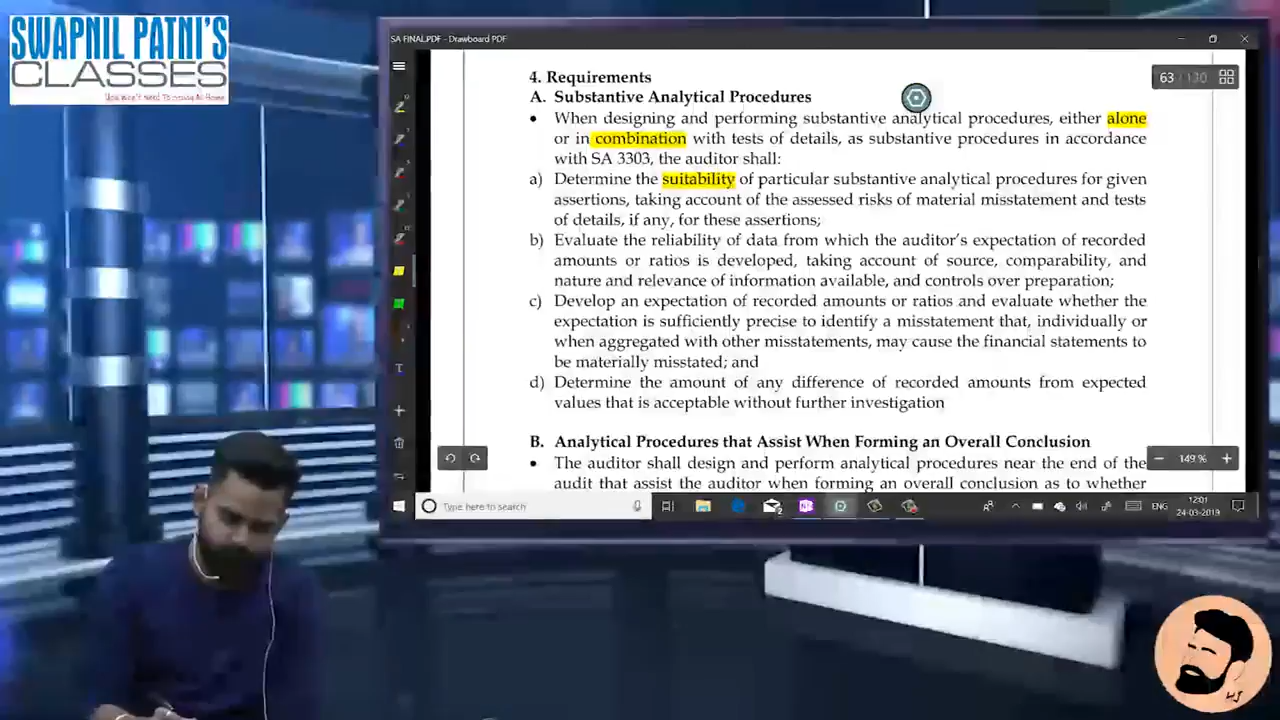 SWAPNIL PATNI'S
CLASSES
SA FINAL.PDF - Drawboard PDF
63 / 130
4. Requirements
A. Substantive Analytical Procedures
• When designing and performing substantive analytical procedures, either alone
or in combination with tests of details, as substantive procedures in accordance
with SA 3303, the auditor shall:
a) Determine the suitability of particular substantive analytical procedures for given
assertions, taking account of the assessed risks of material misstatement and tests
of details, if any, for these assertions;
b) Evaluate the reliability of data from which the auditor's expectation of recorded
amounts or ratios is developed, taking account of source, comparability, and
nature and relevance of information available, and controls over preparation;
c) Develop an expectation of recorded amounts or ratios and evaluate whether the
expectation is sufficiently precise to identify a misstatement that, individually or
when aggregated with other misstatements, may cause the financial statements to
be materially misstated; and
d) Determine the amount of any difference of recorded amounts from expected
values that is acceptable without further investigation
B. Analytical Procedures that Assist When Forming an Overall Conclusion
• The auditor shall design and perform analytical procedures near the end of the
audit that assist the auditor when forming an overall conclusion as to whether
149 %
Type here to search
ENG
12:01
24-03-2019